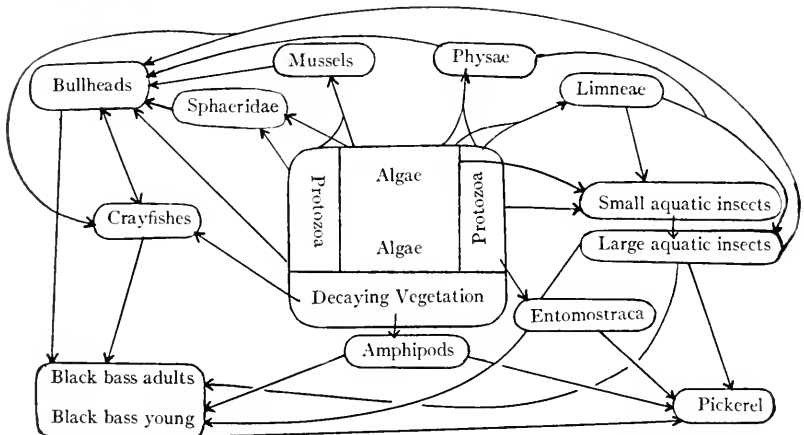 Mussels
Physae
Bullheads
Limneae
Sphaeridae
Protozoa
Algae
Protozoa
Small aquatic insects
Crayfishes
Algae
Large aquatic insects
Decaying Vegetation
Entomostraca
Amphipods
Black bass adults
Black bass young
Pickerel